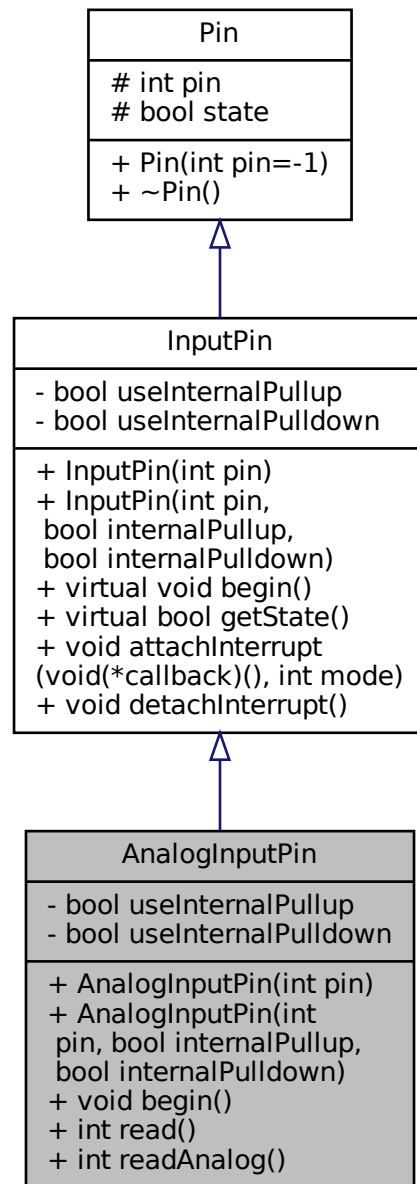 Pin
# int pin
# bool state
+ Pin(int pin=-1)
+ ~Pin()
InputPin
- bool useInternalPullup
- bool useInternalPulldown
+ InputPin(int pin)
+ InputPin(int pin,
bool internalPullup,
bool internalPulldown)
+ virtual void begin()
+ virtual bool getState()
+ void attachInterrupt
(void(*callback)(), int mode)
+ void detachInterrupt()
AnalogInputPin
- bool useInternalPullup
- bool useInternalPulldown
+ AnalogInputPin(int pin)
+ AnalogInputPin(int
pin, bool internalPullup,
bool internalPulldown)
+ void begin()
+ int read()
+ int readAnalog()